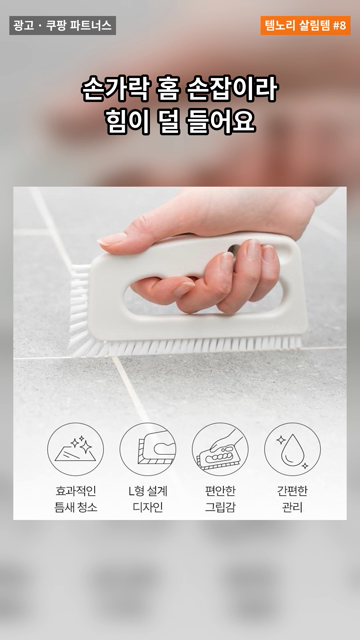 광고 · 쿠팡 파트너스
템노리 살림템 #8
손가락 홈 손잡이라
힘이 덜 들어요
효과적인
틈새 청소
L형 설계
디자인
편안한
그립감
간편한
관리